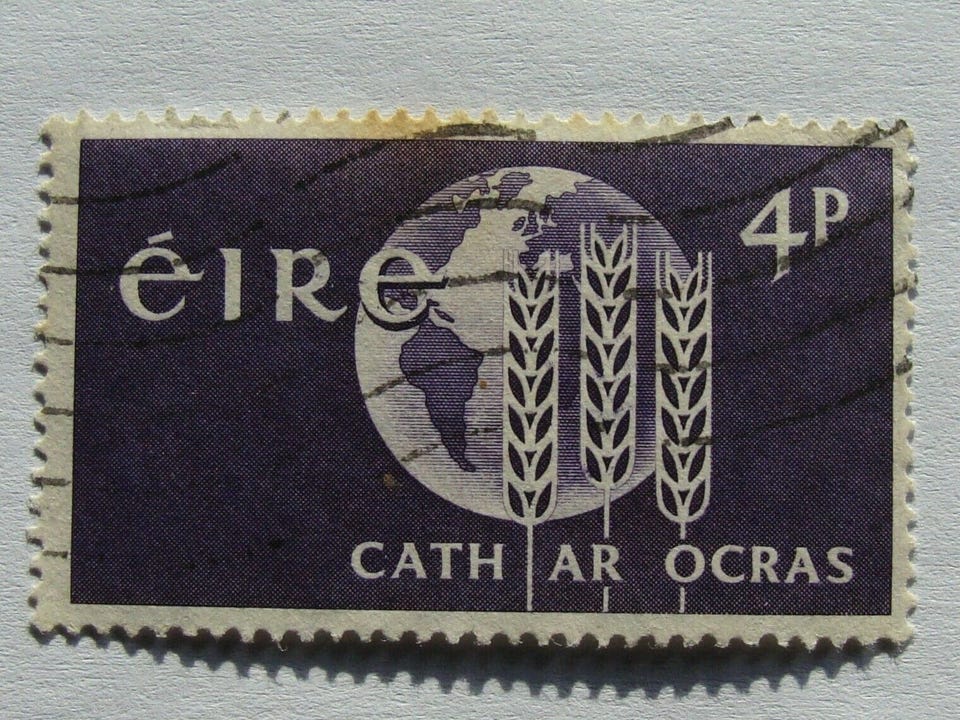 éire
4p
CATH AR OCRAS